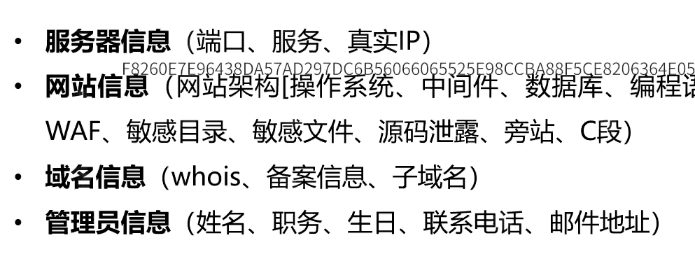 • 服务器信息（端口、服务、真实IP）
F8260E7E96438DA57AD297DC6B56066065525E98CCBA88F5CE8206364E05
• 网站信息（网站架构[操作系统、中间件、数据库、编程语
WAF、敏感目录、敏感文件、源码泄露、旁站、C段）
• 域名信息（whois、备案信息、子域名）
• 管理员信息（姓名、职务、生日、联系电话、邮件地址）